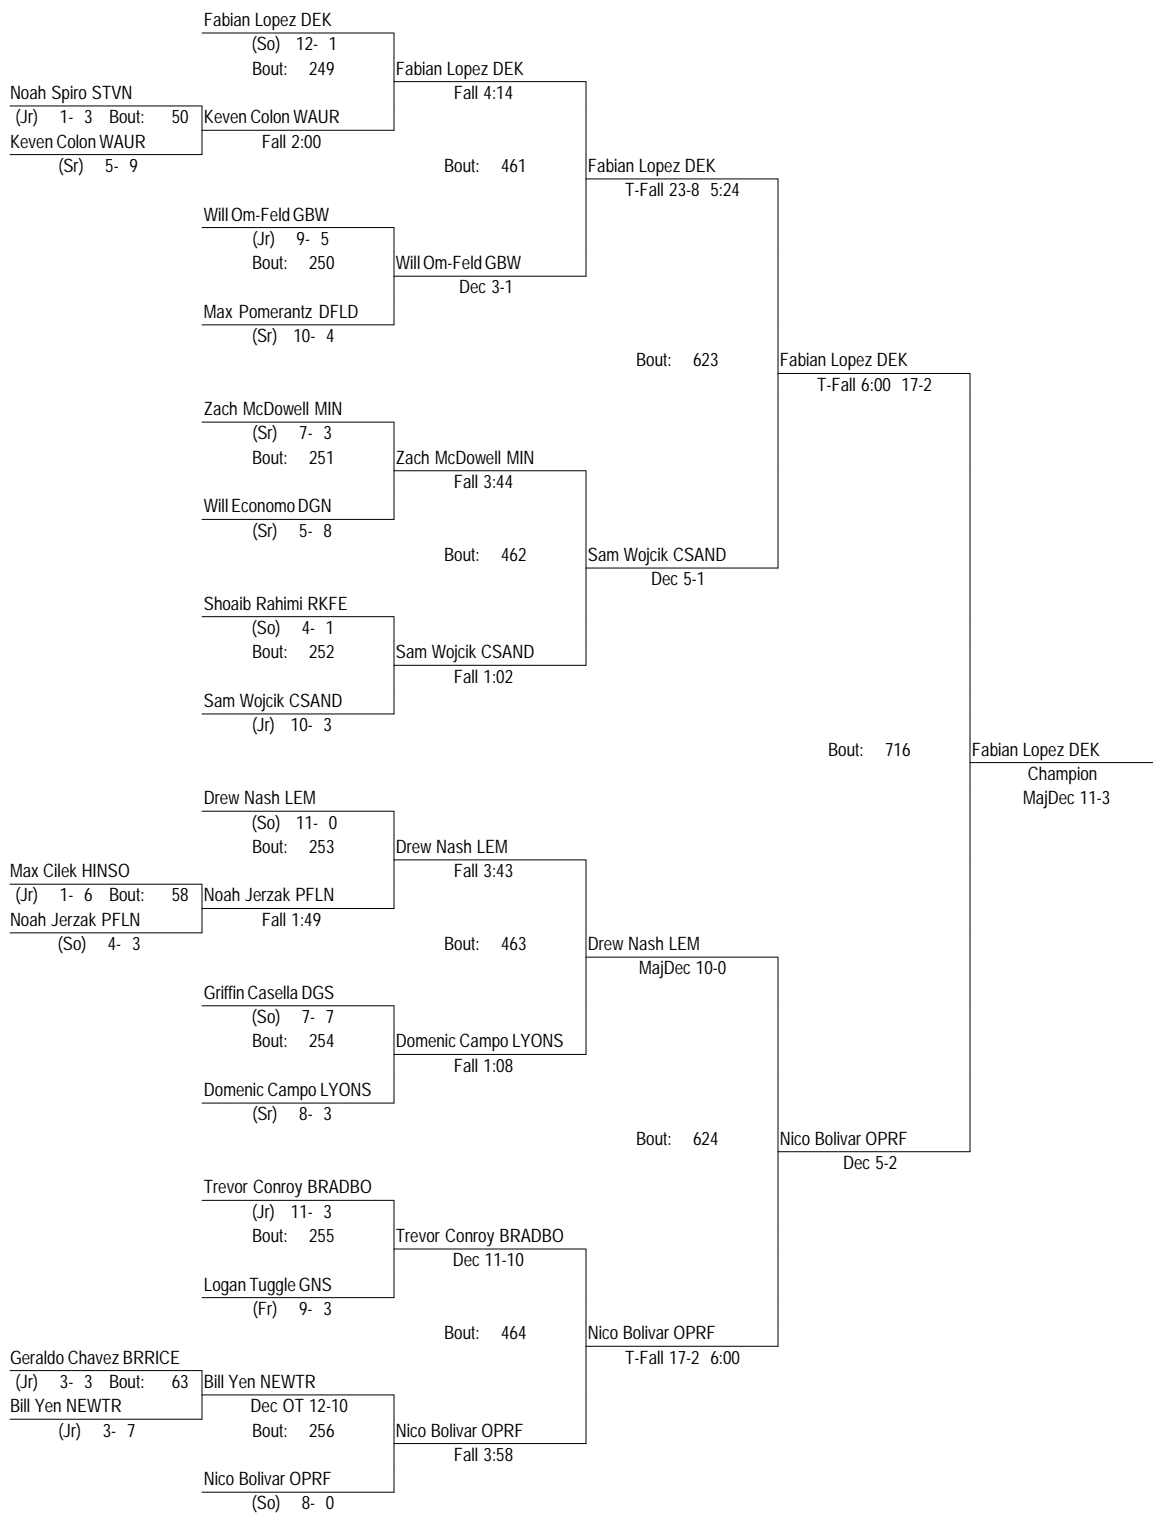 Fabian Lopez DEK
(So) 12- 1
Bout: 249
Fabian Lopez DEK
Fall 4:14
Noah Spiro STVN
(Jr) 1- 3 Bout: 50
Keven Colon WAUR
Fall 2:00
Keven Colon WAUR
(Sr) 5- 9
Bout: 461
Fabian Lopez DEK
T-Fall 23-8 5:24
Will Om-Feld GBW
(Jr) 9- 5
Bout: 250
Will Om-Feld GBW
Dec 3-1
Max Pomerantz DFLD
(Sr) 10- 4
Bout: 623
Fabian Lopez DEK
T-Fall 6:00 17-2
Zach McDowell MIN
(Sr) 7- 3
Bout: 251
Zach McDowell MIN
Fall 3:44
Will Economo DGN
(Sr) 5- 8
Bout: 462
Sam Wojcik CSAND
Dec 5-1
Shoaib Rahimi RKFE
(So) 4- 1
Bout: 252
Sam Wojcik CSAND
Fall 1:02
Sam Wojcik CSAND
(Jr) 10- 3
Bout: 716
Fabian Lopez DEK
Champion
MajDec 11-3
Drew Nash LEM
(So) 11- 0
Bout: 253
Drew Nash LEM
Fall 3:43
Max Cilek HINSO
(Jr) 1- 6 Bout: 58
Noah Jerzak PFLN
Fall 1:49
Noah Jerzak PFLN
(So) 4- 3
Bout: 463
Drew Nash LEM
MajDec 10-0
Griffin Casella DGS
(So) 7- 7
Bout: 254
Domenic Campo LYONS
Fall 1:08
Domenic Campo LYONS
(Sr) 8- 3
Bout: 624
Nico Bolivar OPRF
Dec 5-2
Trevor Conroy BRADBO
(Jr) 11- 3
Bout: 255
Trevor Conroy BRADBO
Dec 11-10
Logan Tuggle GNS
(Fr) 9- 3
Bout: 464
Nico Bolivar OPRF
T-Fall 17-2 6:00
Geraldo Chavez BRRICE
(Jr) 3- 3 Bout: 63
Bill Yen NEWTR
Dec OT 12-10
Bill Yen NEWTR
(Jr) 3- 7
Bout: 256
Nico Bolivar OPRF
Fall 3:58
Nico Bolivar OPRF
(So) 8- 0